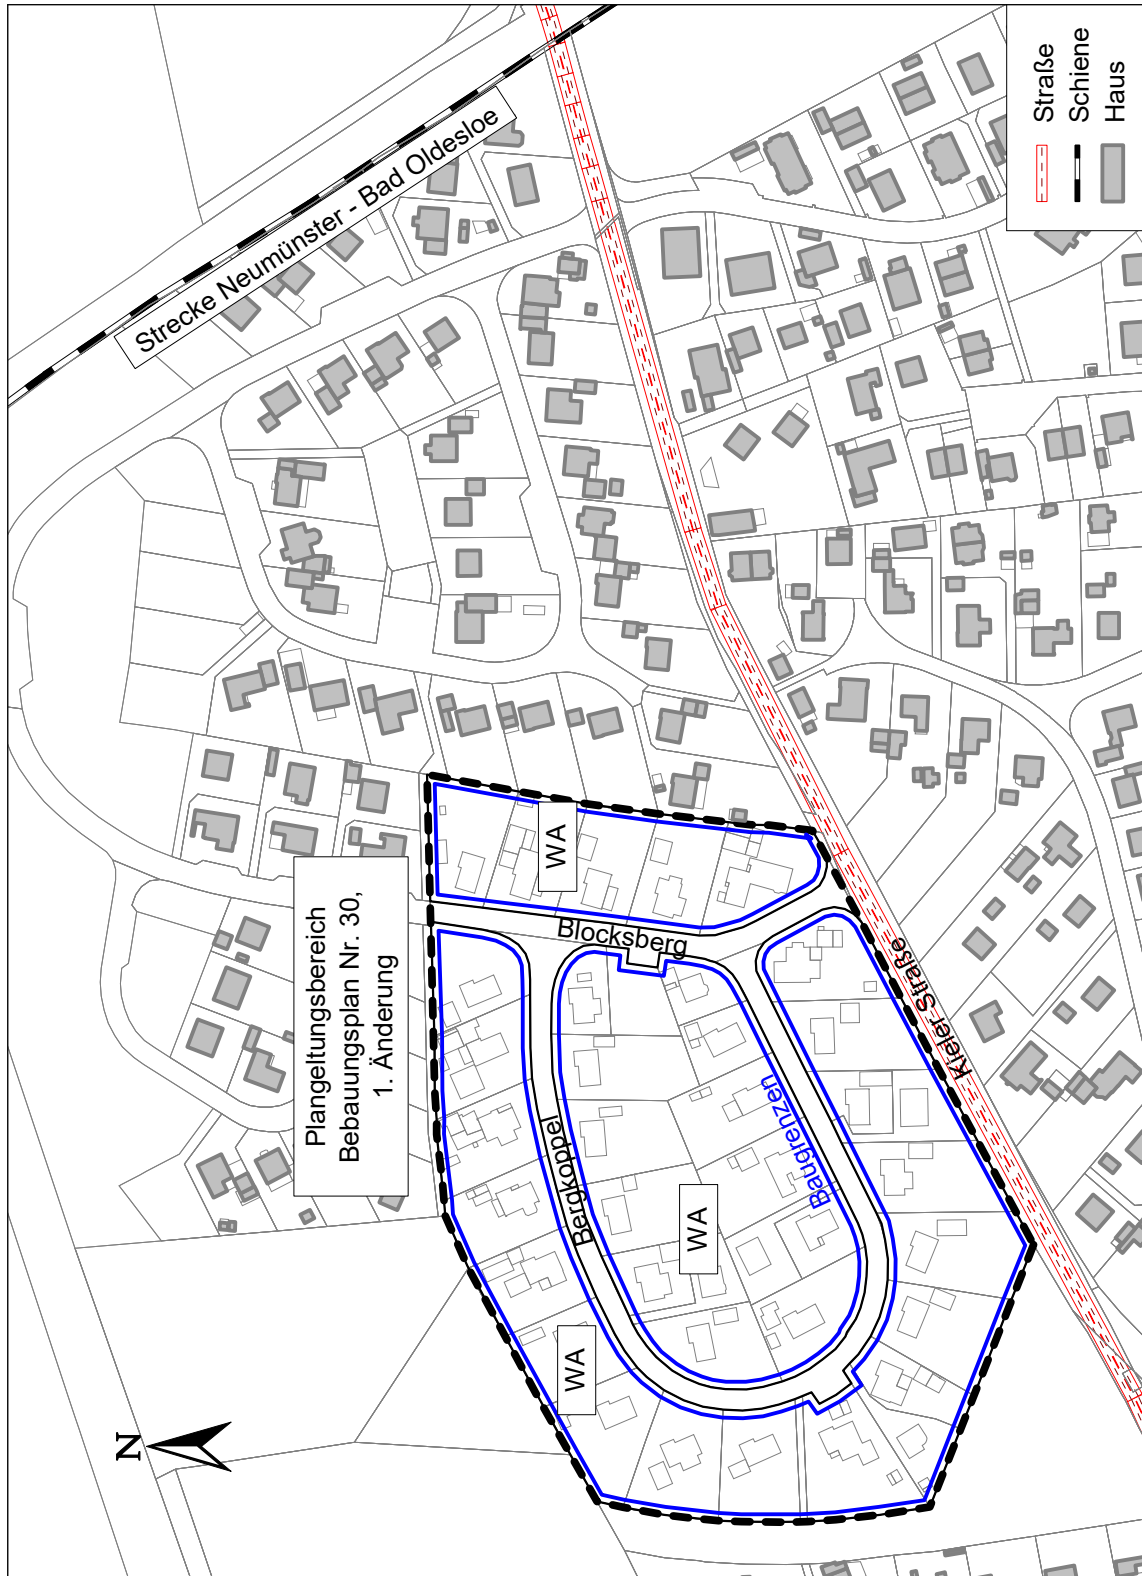 Strecke Neumünster - Bad Oldesloe
Plangeltungsbereich
Bebauungsplan Nr. 30,
1. Änderung
WA
Blocksberg
Bergkoppel
WA
WA
Baugrenzen
Kieler Straße
N
Straße
Schiene
Haus